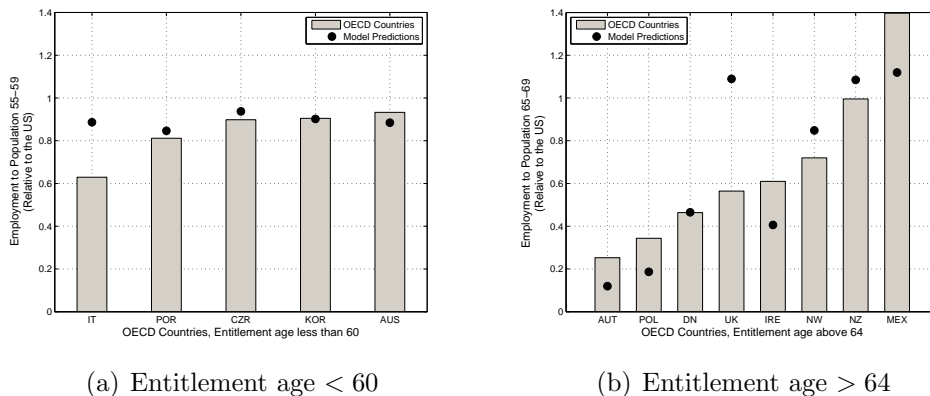 Employment to Population 55–59
(Relative to the US)
1.4
1.2
1
0.8
0.6
0.4
0.2
0
OECD Countries
Model Predictions
IT POR CZR KOR AUS
OECD Countries, Entitlement age less than 60
(a) Entitlement age < 60
Employment to Population 65–69
(Relaive to the US)
1.4
1.2
1
0.8
0.6
0.4
0.2
0
OECD Countries
Model Predictions
AUT POL DN UK IRE NW NZ MEX
OECD Countries, Entitlement age above 64
(b) Entitlement age > 64